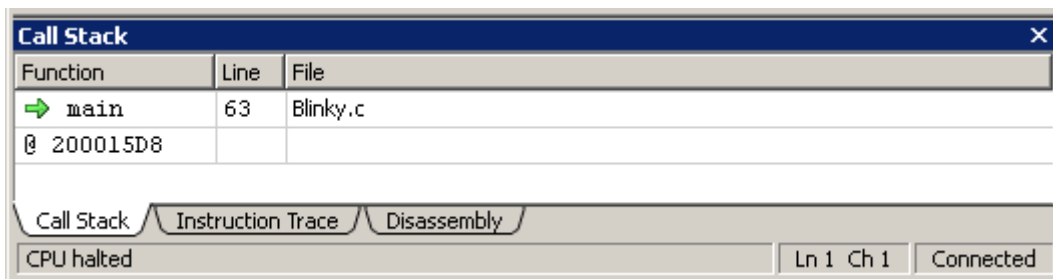 Call Stack
Function Line File
main 63 Blinky.c
@ 200015D8
Call Stack Instruction Trace Disassembly
CPU halted Ln 1 Ch 1 Connected